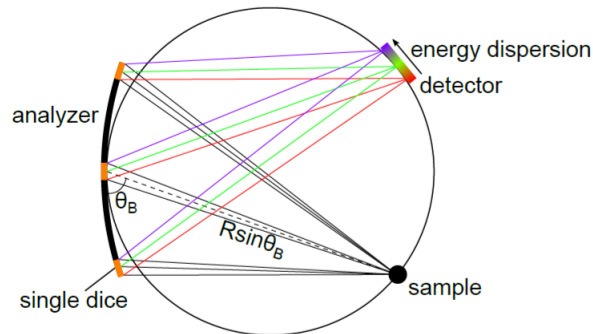 energy dispersion
detector
analyzer
θB
RsinθB
sample
single dice